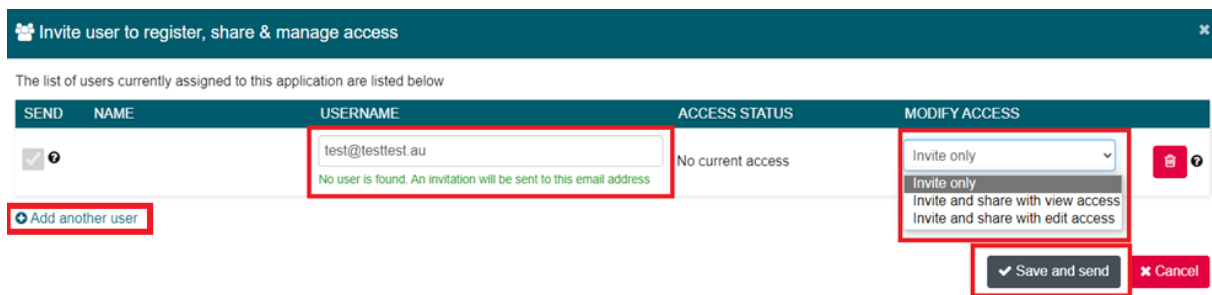 Invite user to register, share & manage access
The list of users currently assigned to this application are listed below
SEND NAME USERNAME ACCESS STATUS MODIFY ACCESS
test@testtest.au
No user is found. An invitation will be sent to this email address
No current access
Invite only
Invite only
Invite and share with view access
Invite and share with edit access
Add another user
Save and send
Cancel